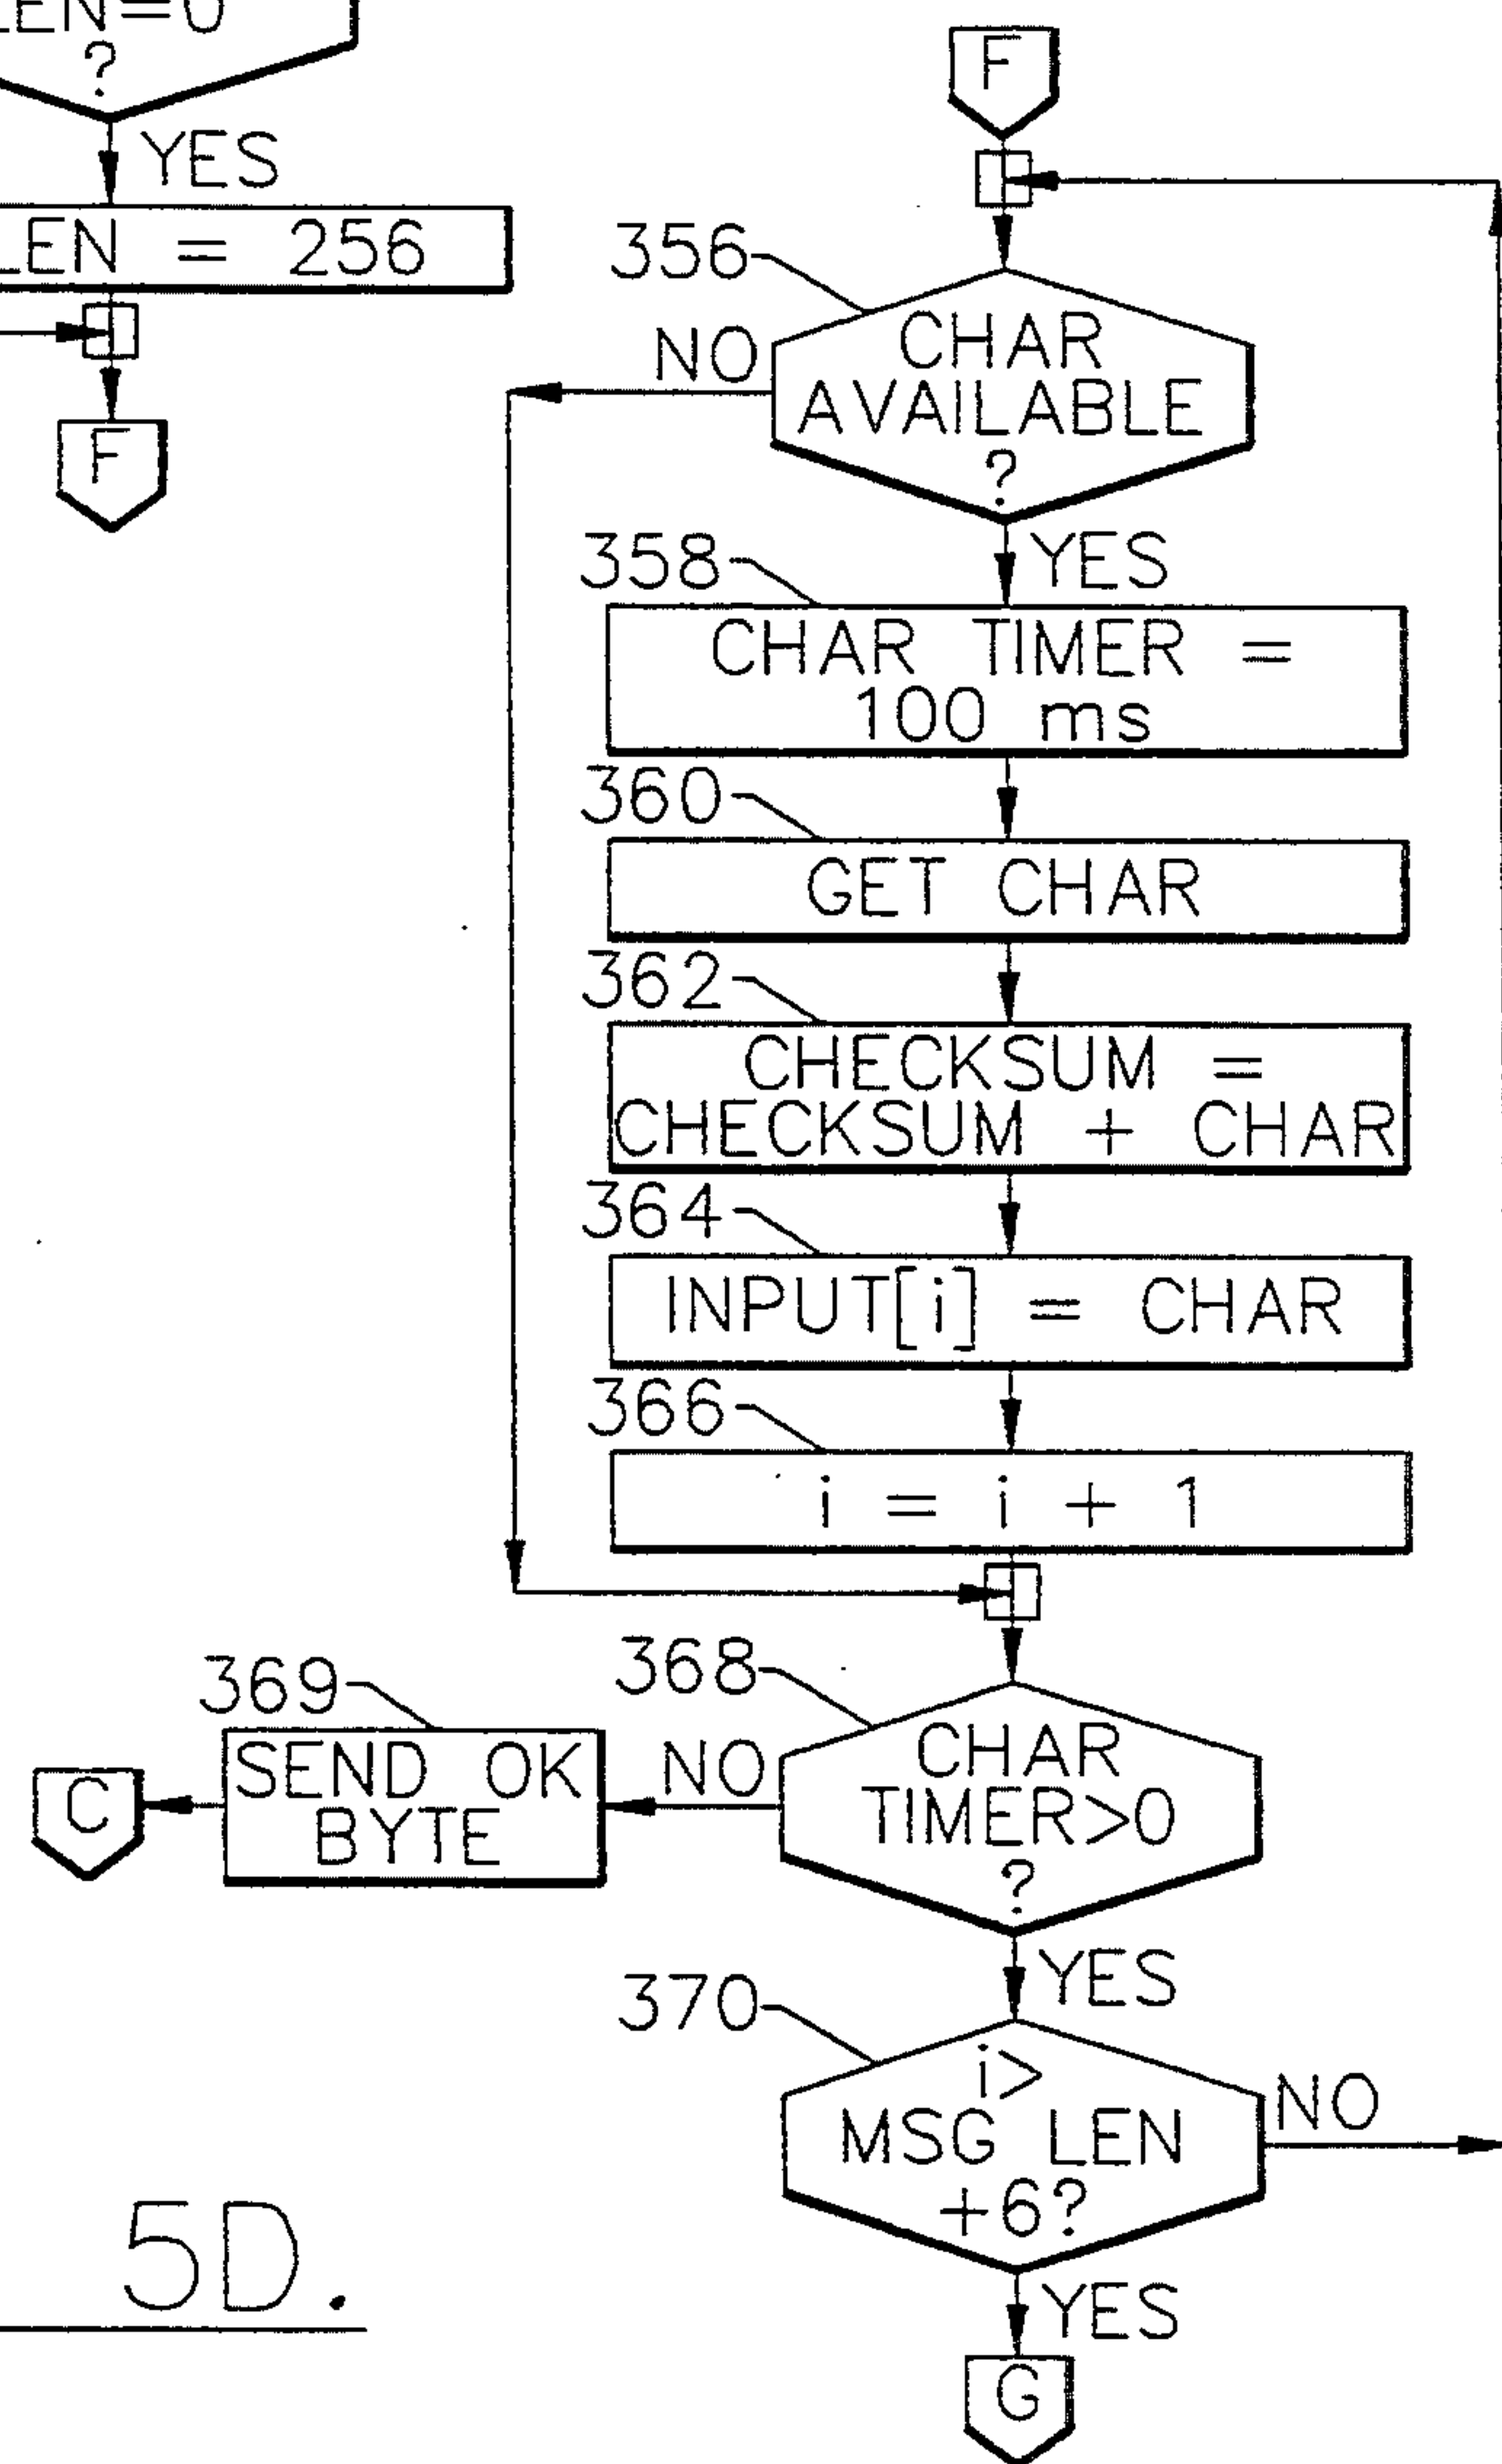 LEN=0
?
YES
LEN = 256
F
F
356
NO
CHAR
AVAILABLE
?
YES
358
CHAR TIMER =
100 ms
360
GET CHAR
362
CHECKSUM =
CHECKSUM + CHAR
364
INPUT[i] = CHAR
366
i = i + 1
368
CHAR
TIMER>0
?
NO
369
SEND OK
BYTE
C
YES
370
i>
MSG LEN
+6?
NO
YES
G
5D.